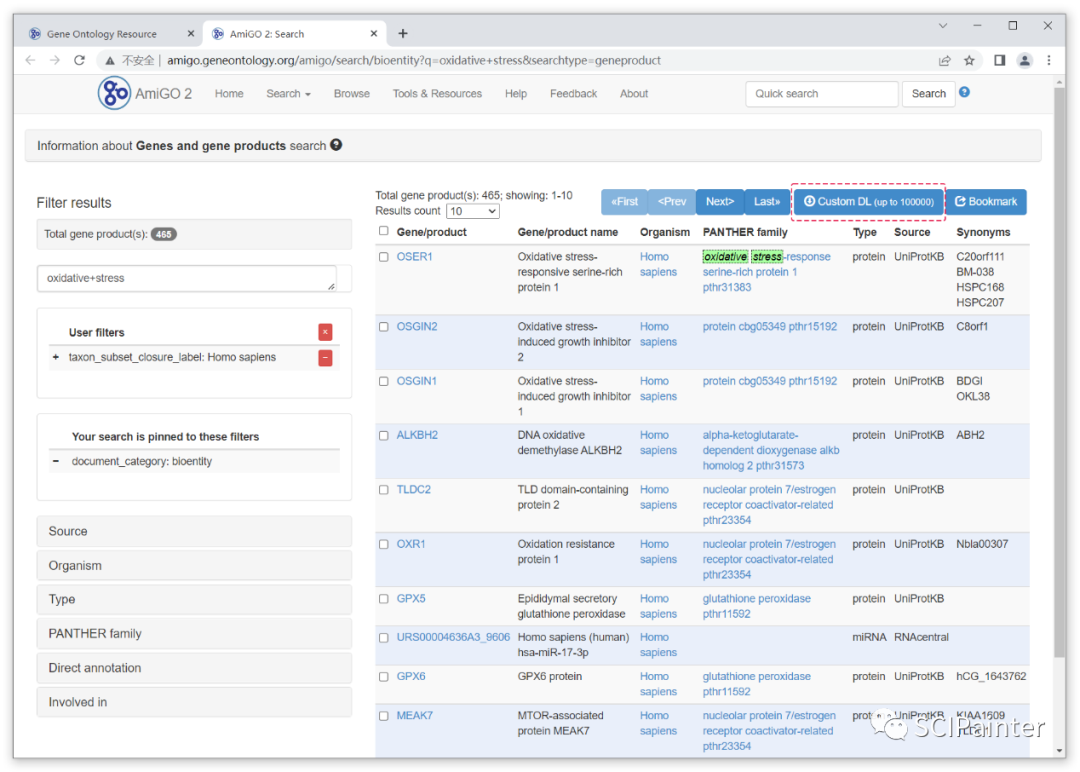 Gene Ontology Resource
AmiGO 2: Search
不安全 | amigo.geneontology.org/amigo/search/bioentity?q=oxidative+stress&searchtype=geneproduct
go AmiGO 2 Home Search Browse Tools & Resources Help Feedback About Quick search Search
Information about Genes and gene products search
Filter results
Total gene product(s): 465
oxidative+stress
User filters
+ taxon_subset_closure_label: Homo sapiens
Your search is pinned to these filters
− document_category: bioentity
Source
Organism
Type
PANTHER family
Direct annotation
Involved in
Total gene product(s): 465; showing: 1-10
Results count 10
«First <Prev Next> Last» Custom DL (up to 100000) Bookmark
Gene/product Gene/product name Organism PANTHER family Type Source Synonyms
OSER1 Oxidative stress- Homo oxidative stress-response protein UniProtKB C20orf111
responsive serine-rich sapiens serine-rich protein 1 BM-038
protein 1 pthr31383 HSPC168
HSPC207
OSGIN2 Oxidative stress- Homo protein cbg05349 pthr15192 protein UniProtKB C8orf1
induced growth inhibitor sapiens
2
OSGIN1 Oxidative stress- Homo protein cbg05349 pthr15192 protein UniProtKB BDGI
induced growth inhibitor sapiens OKL38
1
ALKBH2 DNA oxidative Homo alpha-ketoglutarate- protein UniProtKB ABH2
demethylase ALKBH2 sapiens dependent dioxygenase alkb
homolog 2 pthr31573
TLDC2 TLD domain-containing Homo nucleolar protein 7/estrogen protein UniProtKB
protein 2 sapiens receptor coactivator-related
pthr23354
OXR1 Oxidation resistance Homo nucleolar protein 7/estrogen protein UniProtKB Nbla00307
protein 1 sapiens receptor coactivator-related
pthr23354
GPX5 Epididymal secretory Homo glutathione peroxidase protein UniProtKB
glutathione peroxidase sapiens pthr11592
URS00004636A3_9606 Homo sapiens (human) Homo miRNA RNAcentral
hsa-miR-17-3p sapiens
GPX6 GPX6 protein Homo glutathione peroxidase protein UniProtKB hCG_1643762
sapiens pthr11592
MEAK7 MTOR-associated Homo nucleolar protein 7/estrogen UniProtKB KIAA1609
protein MEAK7 sapiens receptor coactivator-related
pthr23354
SCIPainter